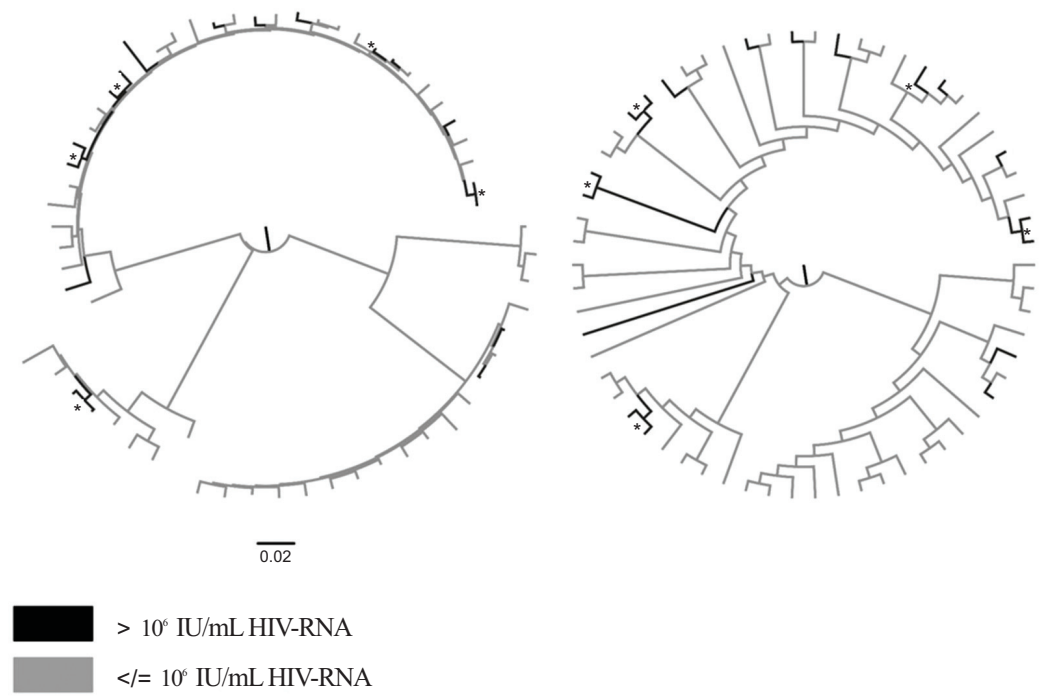 * * * * * *
* * * * * *
0.02
> 10⁶ IU/mL HIV-RNA
</= 10⁶ IU/mL HIV-RNA